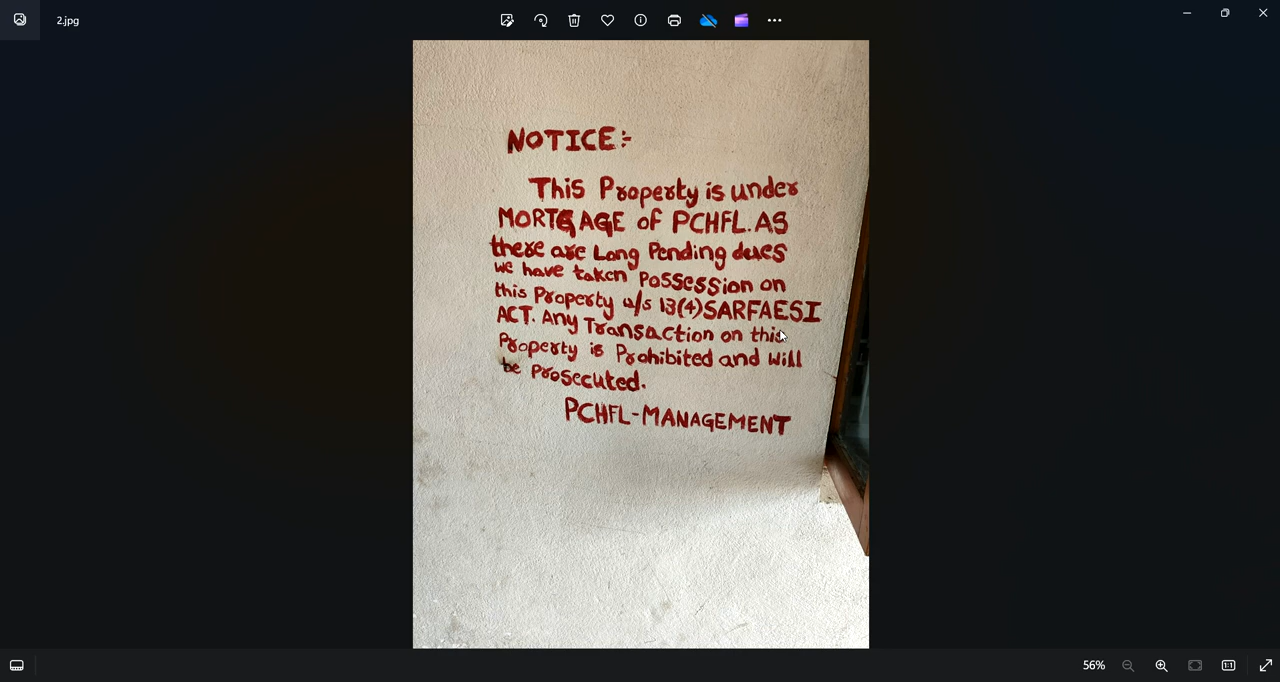 2.jpg
NOTICE:-
This Property is under
MORTGAGE of PCHFL. AS
there are Long Pending dues
we have taken Possession on
this Property u/s 13(4) SARFAESI
ACT. Any Transaction on this
Property is Prohibited and will
be Prosecuted.
PCHFL-MANAGEMENT
56%
1:1